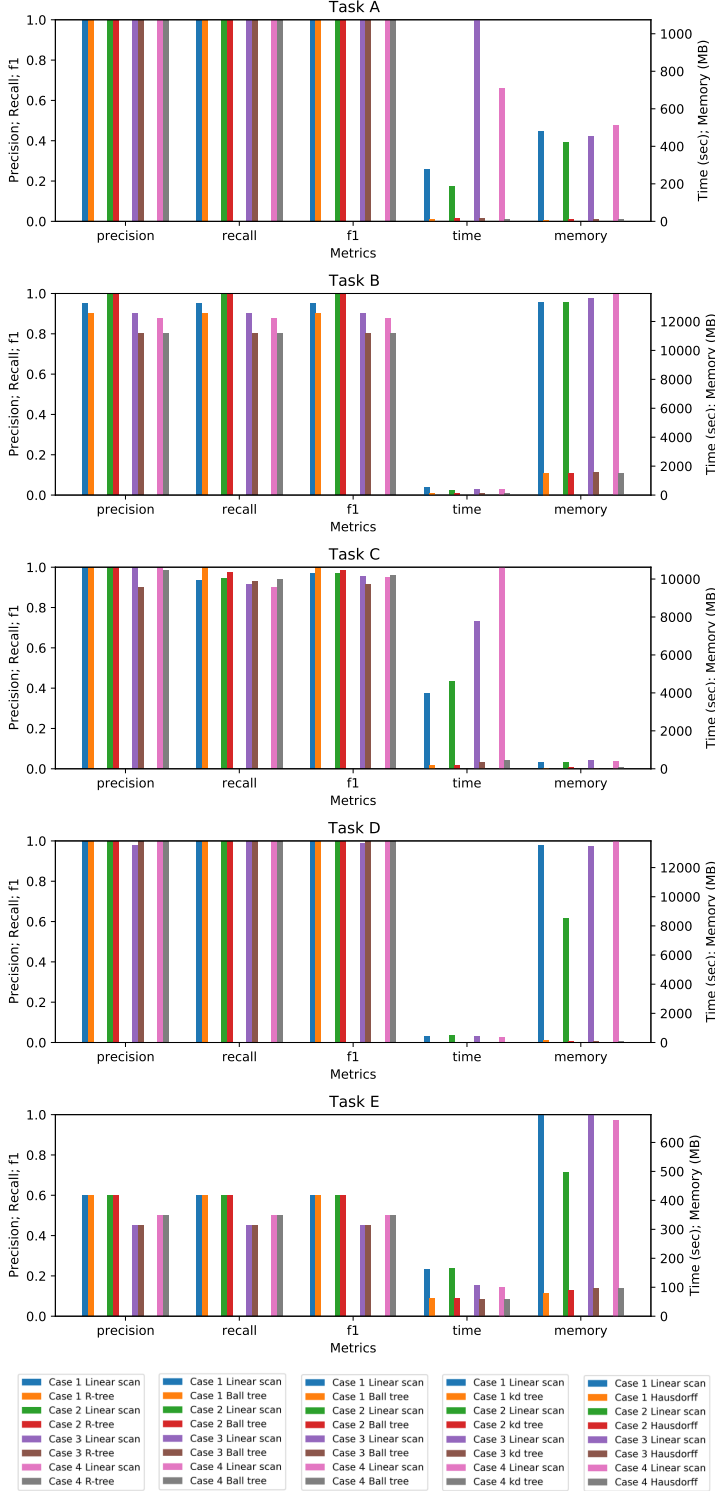 Task A
Precision; Recall; f1
1.0
0.8
0.6
0.4
0.2
0.0
1000
800
600
400
200
0
Time (sec); Memory (MB)
precision recall f1 time memory
Metrics
Task B
Precision; Recall; f1
1.0
0.8
0.6
0.4
0.2
0.0
12000
10000
8000
6000
4000
2000
0
Time (sec); Memory (MB)
precision recall f1 time memory
Metrics
Task C
Precision; Recall; f1
1.0
0.8
0.6
0.4
0.2
0.0
10000
8000
6000
4000
2000
0
Time (sec); Memory (MB)
precision recall f1 time memory
Metrics
Task D
Precision; Recall; f1
1.0
0.8
0.6
0.4
0.2
0.0
12000
10000
8000
6000
4000
2000
0
Time (sec); Memory (MB)
precision recall f1 time memory
Metrics
Task E
Precision; Recall; f1
1.0
0.8
0.6
0.4
0.2
0.0
600
500
400
300
200
100
0
Time (sec); Memory (MB)
precision recall f1 time memory
Metrics
Case 1 Linear scan
Case 1 R-tree
Case 2 Linear scan
Case 2 R-tree
Case 3 Linear scan
Case 3 R-tree
Case 4 Linear scan
Case 4 R-tree
Case 1 Linear scan
Case 1 Ball tree
Case 2 Linear scan
Case 2 Ball tree
Case 3 Linear scan
Case 3 Ball tree
Case 4 Linear scan
Case 4 Ball tree
Case 1 Linear scan
Case 1 Ball tree
Case 2 Linear scan
Case 2 Ball tree
Case 3 Linear scan
Case 3 Ball tree
Case 4 Linear scan
Case 4 Ball tree
Case 1 Linear scan
Case 1 kd tree
Case 2 Linear scan
Case 2 kd tree
Case 3 Linear scan
Case 3 kd tree
Case 4 Linear scan
Case 4 kd tree
Case 1 Linear scan
Case 1 Hausdorff
Case 2 Linear scan
Case 2 Hausdorff
Case 3 Linear scan
Case 3 Hausdorff
Case 4 Linear scan
Case 4 Hausdorff